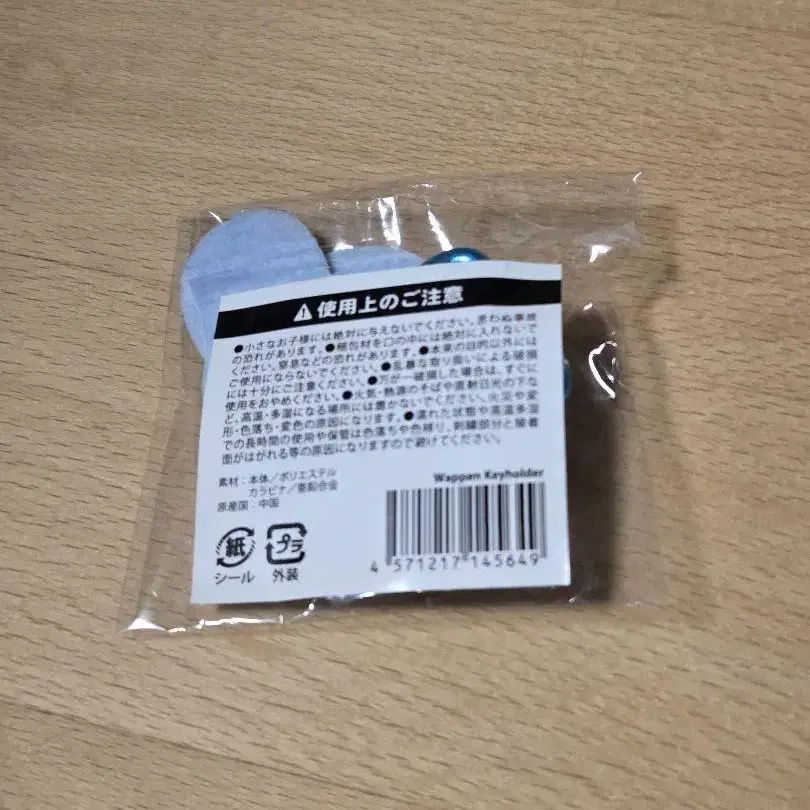 ⚠使用上のご注意
●小さなお子様には絶対に与えないでください。思わぬ事故
の恐れがあります。●梱包材を口の中には絶対に入れないで
ください。窒息などの恐れがあります。●本来の目的以外には
ご使用にならないでください。●乱暴な取り扱いによる破損
には十分にご注意ください。●万が一破損した場合は、すぐに
使用をおやめください。●火気・熱源のそばや直射日光の下な
ど、高温・多湿になる場所には置かないでください。火災や変
形・色落ち・変色の原因になります。●濡れた状態や高温多湿
での長時間の使用や保管は色落ちや色移り、刺繍部分と接着
面がはがれる等の原因になりますので避けてください。
素材:本体/ポリエステル
カラビナ/亜鉛合金
原産国:中国
Wappen Keyholder
紙
シール
プラ
外装
4 571217 145649